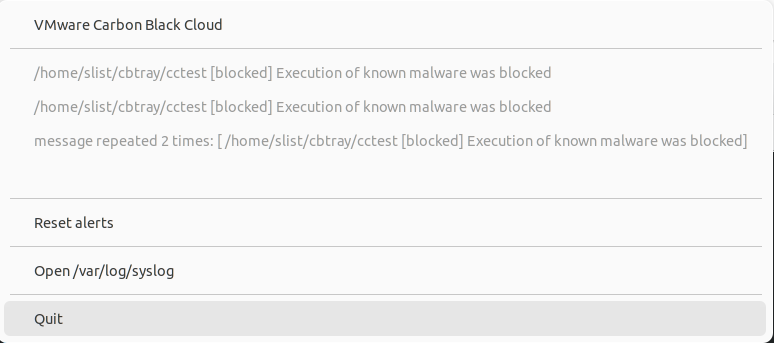 VMware Carbon Black Cloud
/home/slist/cbtray/cctest [blocked] Execution of known malware was blocked
/home/slist/cbtray/cctest [blocked] Execution of known malware was blocked
message repeated 2 times: [ /home/slist/cbtray/cctest [blocked] Execution of known malware was blocked]
Reset alerts
Open /var/log/syslog
Quit